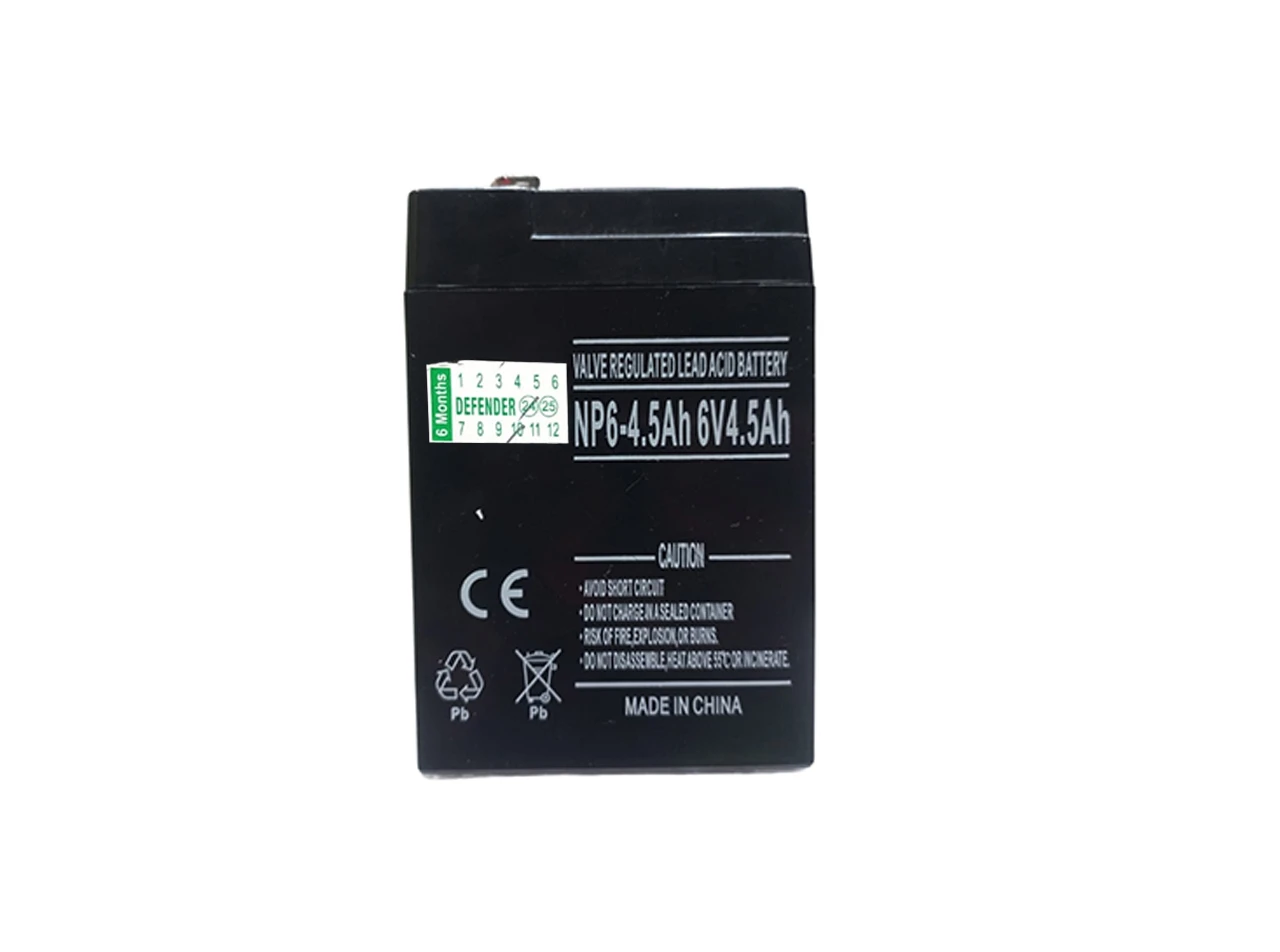 VALVE REGULATED LEAD ACID BATTERY
NP6-4.5Ah 6V4.5Ah
6 Months
1 2 3 4 5 6
DEFENDER 24 25
7 8 9 10 11 12
CAUTION
• AVOID SHORT CIRCUIT
• DO NOT CHARGE IN A SEALED CONTAINER
• RISK OF FIRE,EXPLOSION,OR BURNS.
• DO NOT DISASSEMBLE,HEAT ABOVE 55℃ OR INCINERATE.
MADE IN CHINA
CE
Pb
Pb